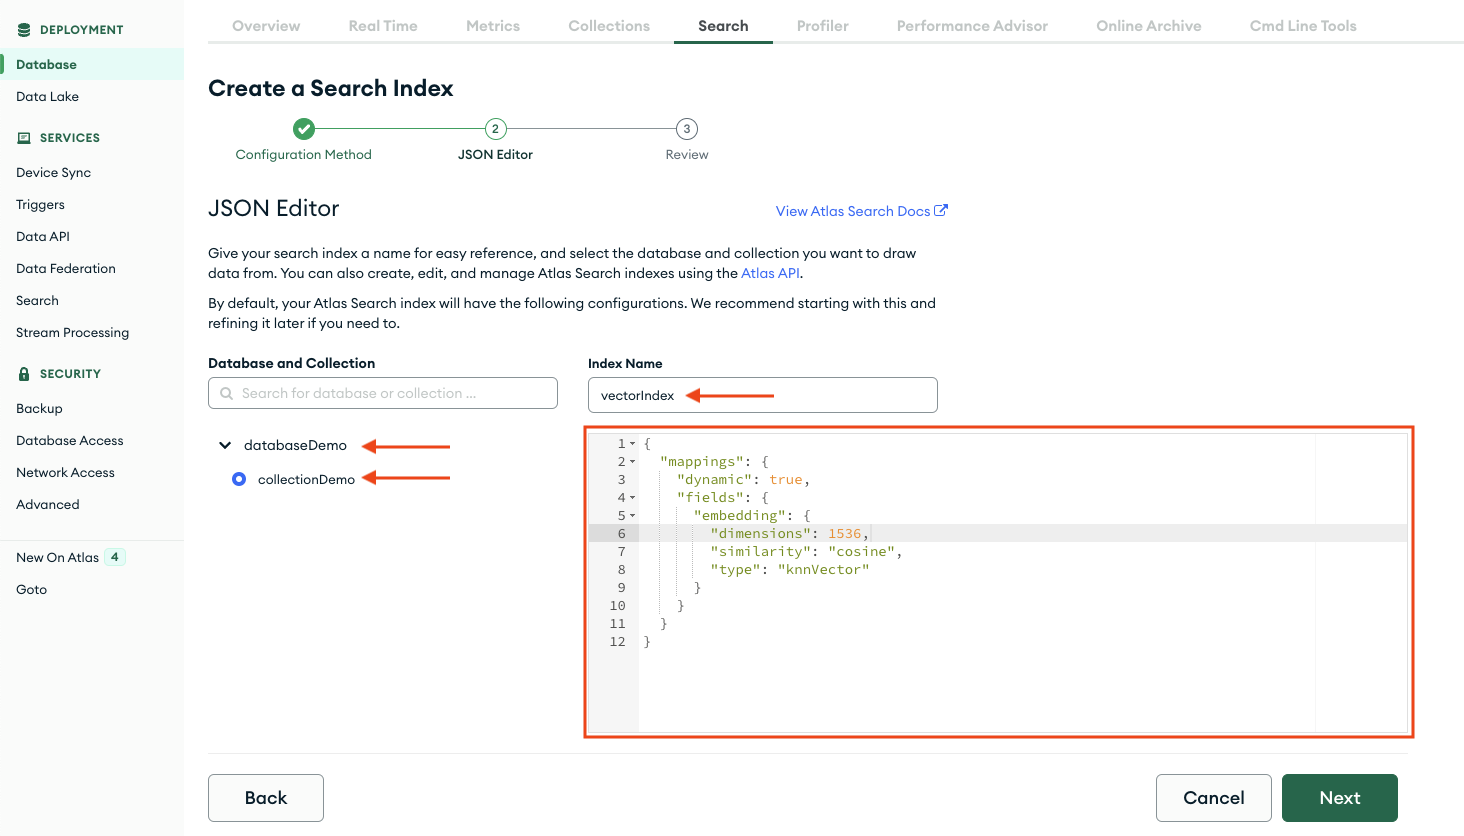 DEPLOYMENT
Database
Data Lake
SERVICES
Device Sync
Triggers
Data API
Data Federation
Search
Stream Processing
SECURITY
Backup
Database Access
Network Access
Advanced
New On Atlas 4
Goto
Overview Real Time Metrics Collections Search Profiler Performance Advisor Online Archive Cmd Line Tools
Create a Search Index
2 3
Configuration Method JSON Editor Review
JSON Editor
View Atlas Search Docs
Give your search index a name for easy reference, and select the database and collection you want to draw
data from. You can also create, edit, and manage Atlas Search indexes using the Atlas API.
By default, your Atlas Search index will have the following configurations. We recommend starting with this and
refining it later if you need to.
Database and Collection
Search for database or collection ...
databaseDemo
collectionDemo
Index Name
vectorIndex
1 {
2 "mappings": {
3 "dynamic": true,
4 "fields": {
5 "embedding": {
6 "dimensions": 1536,
7 "similarity": "cosine",
8 "type": "knnVector"
9 }
10 }
11 }
12 }
Back Cancel Next